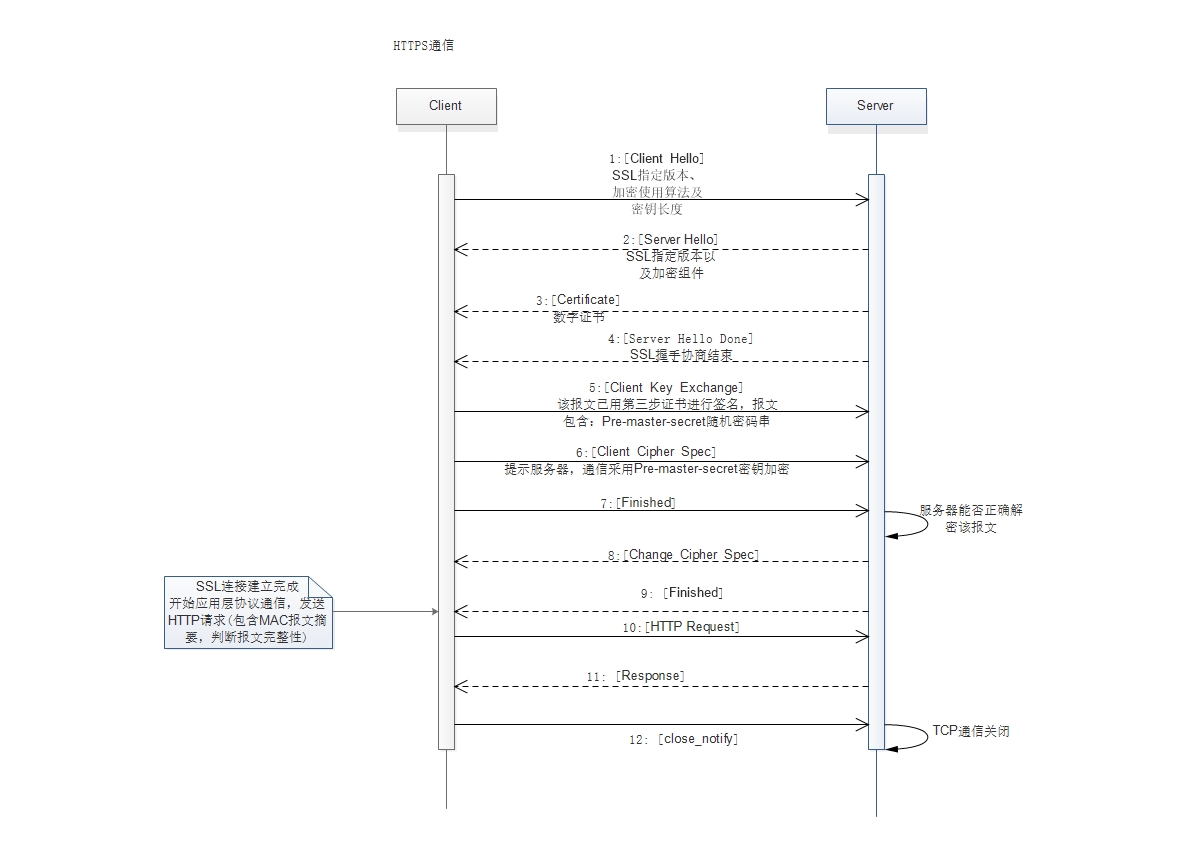 HTTPS通信
Client
Server
1:[Client Hello]
SSL指定版本、
加密使用算法及
密钥长度
2:[Server Hello]
SSL指定版本以
及加密组件
3:[Certificate]
数字证书
4:[Server Hello Done]
SSL握手协商结束
5:[Client Key Exchange]
该报文已用第三步证书进行签名，报文
包含：Pre-master-secret随机密码串
6:[Client Cipher Spec]
提示服务器，通信采用Pre-master-secret密钥加密
7:[Finished]
服务器能否正确解
密该报文
8:[Change Cipher Spec]
SSL连接建立完成
开始应用层协议通信，发送
HTTP请求(包含MAC报文摘
要，判断报文完整性)
9: [Finished]
10:[HTTP Request]
11: [Response]
12: [close_notify]
TCP通信关闭